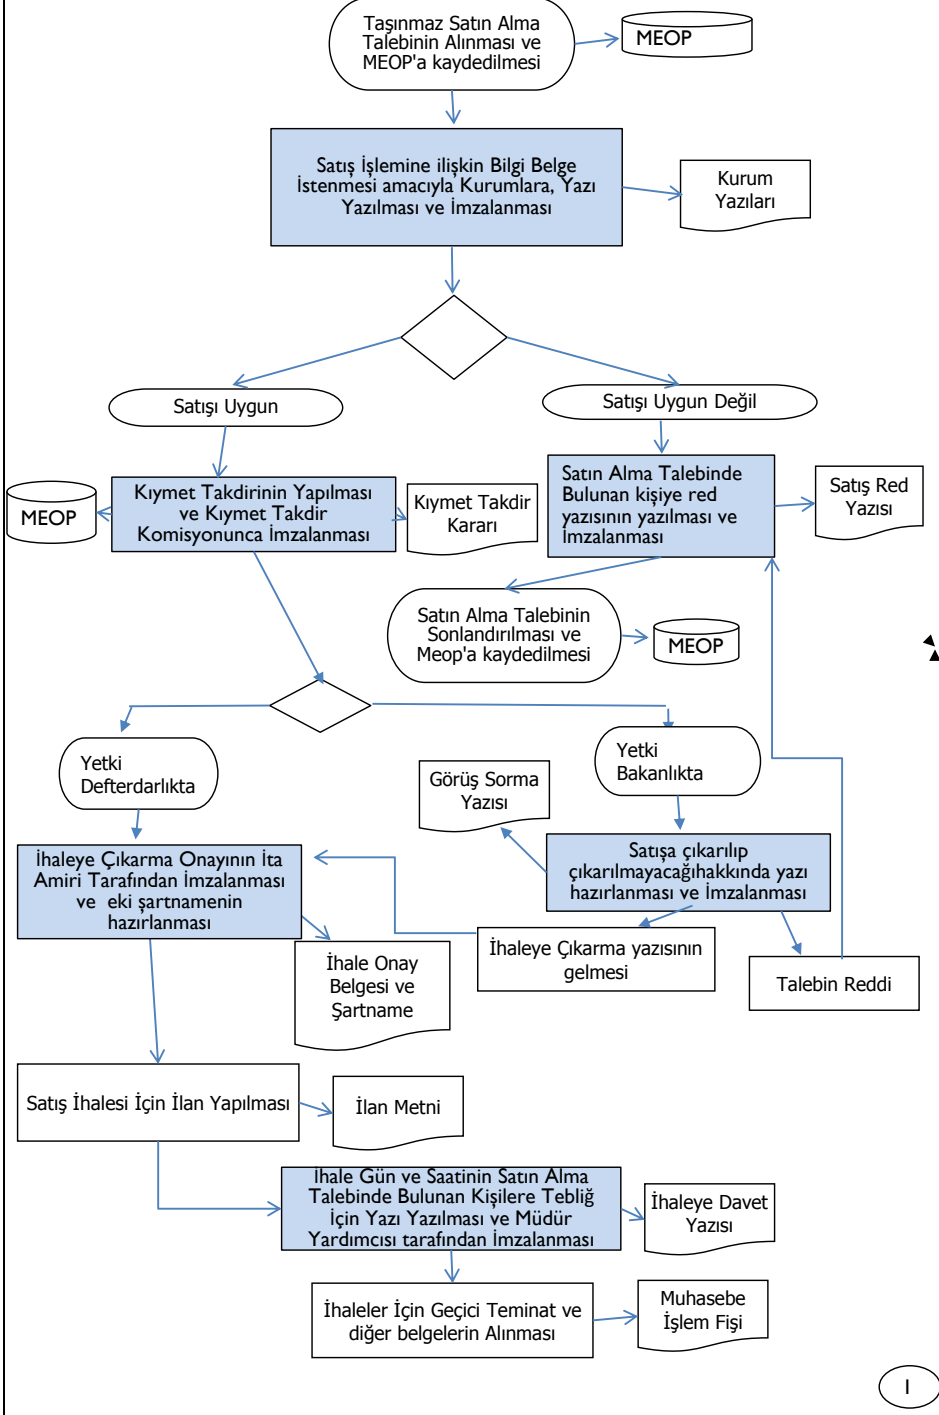 Taşınmaz Satın Alma
Talebinin Alınması ve
MEOP'a kaydedilmesi
MEOP
Satış İşlemine ilişkin Bilgi Belge
İstenmesi amacıyla Kurumlara, Yazı
Yazılması ve İmzalanması
Kurum
Yazıları
Satışı Uygun
Satışı Uygun Değil
MEOP
Kıymet Takdirinin Yapılması
ve Kıymet Takdir
Komisyonunca İmzalanması
Kıymet Takdir
Kararı
Satın Alma Talebinde
Bulunan kişiye red
yazısının yazılması ve
İmzalanması
Satış Red
Yazısı
Satın Alma Talebinin
Sonlandırılması ve
Meop'a kaydedilmesi
MEOP
Yetki
Defterdarlıkta
Yetki
Bakanlıkta
Görüş Sorma
Yazısı
İhaleye Çıkarma Onayının İta
Amiri Tarafından İmzalanması
ve  eki şartnamenin
hazırlanması
Satışa çıkarılıp
çıkarılmayacağıhakkında yazı
hazırlanması ve İmzalanması
İhale Onay
Belgesi ve
Şartname
İhaleye Çıkarma yazısının
gelmesi
Talebin Reddi
Satış İhalesi İçin İlan Yapılması
İlan Metni
İhale Gün ve Saatinin Satın Alma
Talebinde Bulunan Kişilere Tebliğ
İçin Yazı Yazılması ve Müdür
Yardımcısı tarafından İmzalanması
İhaleye Davet
Yazısı
İhaleler İçin Geçici Teminat ve
diğer belgelerin Alınması
Muhasebe
İşlem Fişi
I